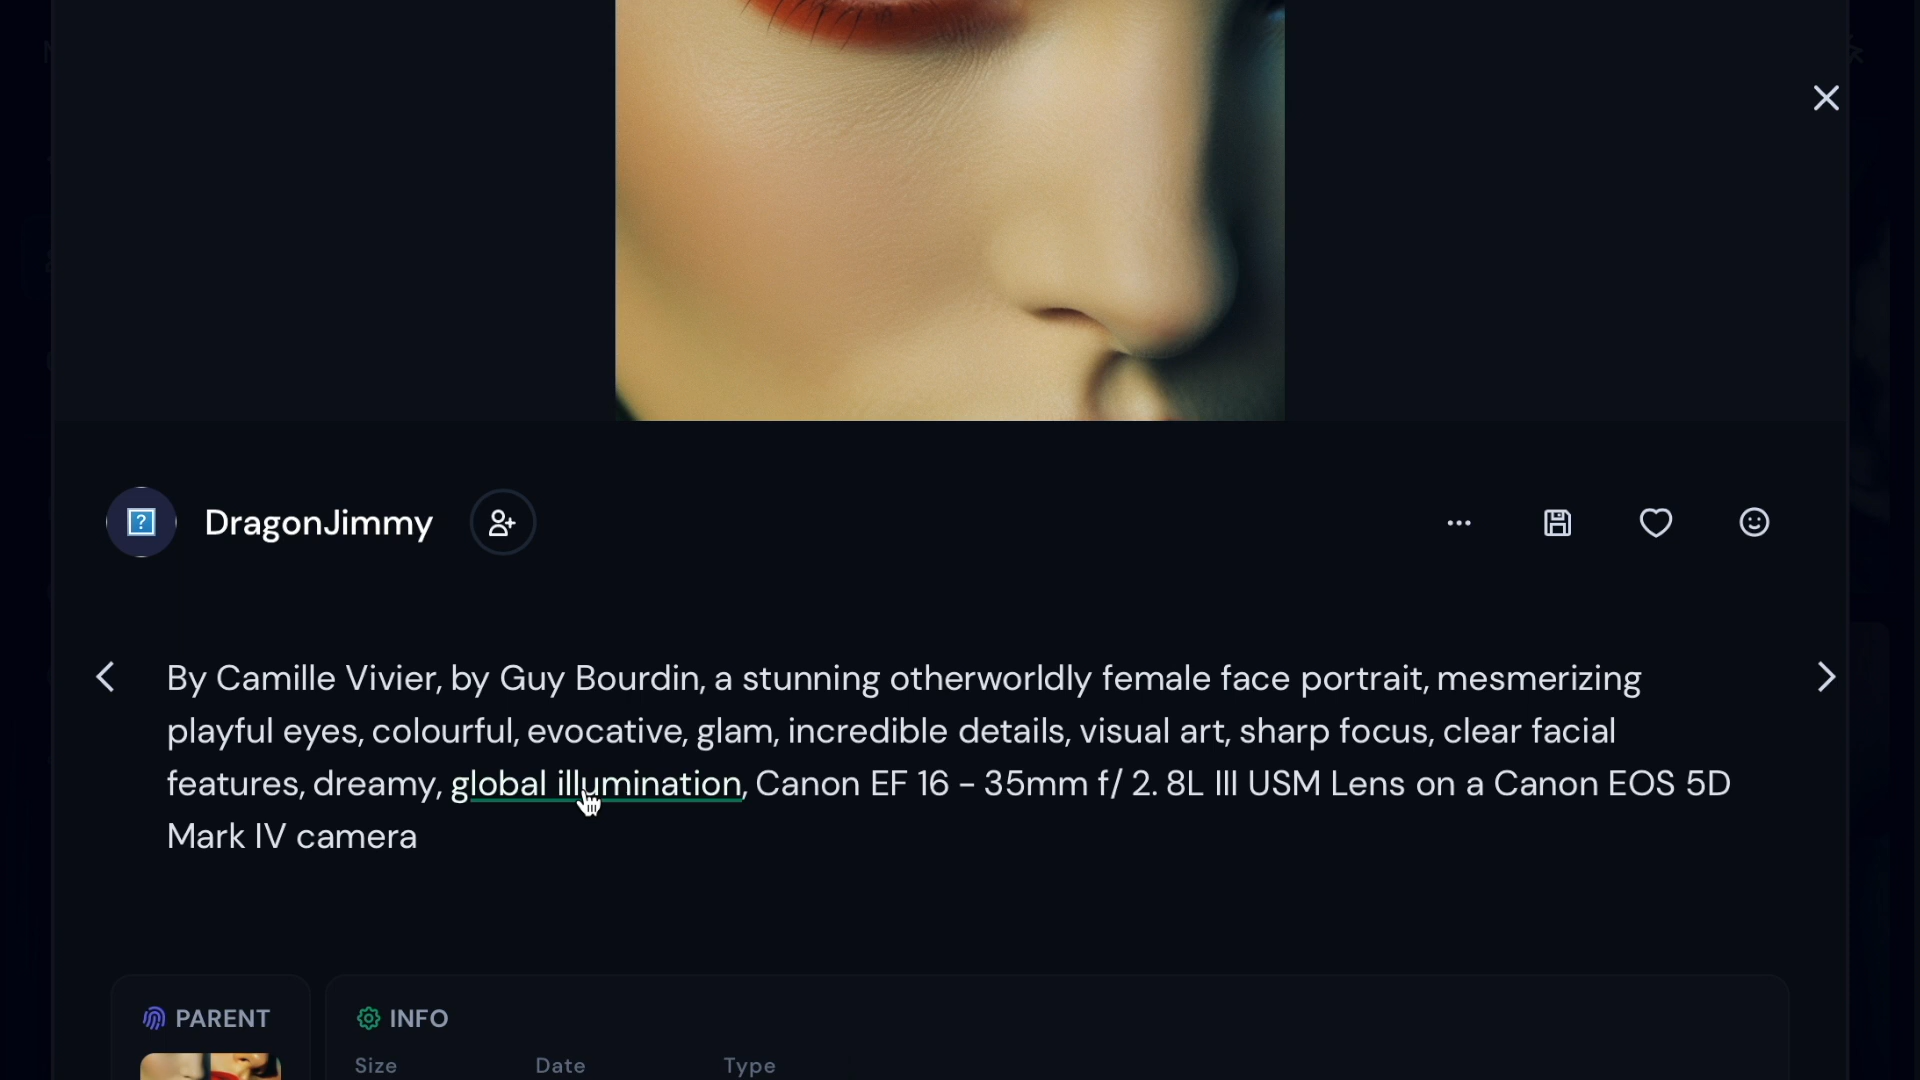 DragonJimmy
By Camille Vivier, by Guy Bourdin, a stunning otherworldly female face portrait, mesmerizing
playful eyes, colourful, evocative, glam, incredible details, visual art, sharp focus, clear facial
features, dreamy, global illumination, Canon EF 16 - 35mm f/ 2. 8L III USM Lens on a Canon EOS 5D
Mark IV camera
PARENT
INFO
Size Date Type